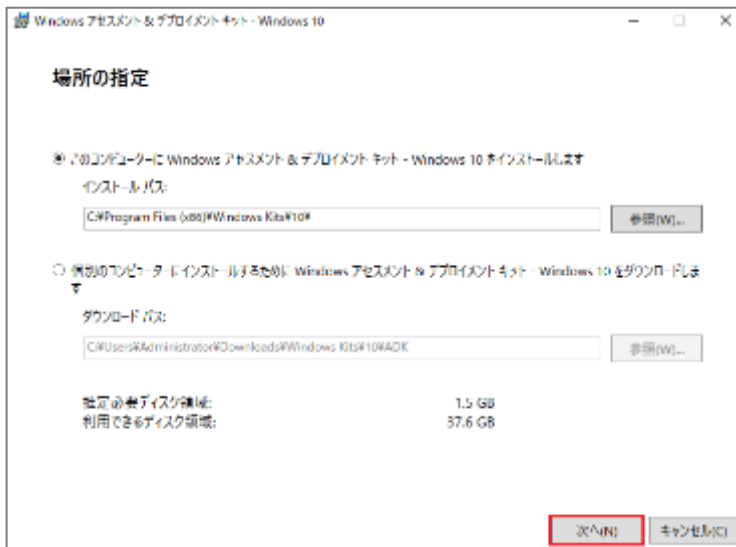 Windows アセスメント & デプロイメント キット - Windows 10
場所の指定
このコンピューターに Windows アセスメント & デプロイメント キット - Windows 10 をインストールします
インストール パス:
C:¥Program Files (x86)¥Windows Kits¥10¥
参照(W)...
個別のコンピューターにインストールするために Windows アセスメント & デプロイメント キット - Windows 10 をダウンロードしま
す
ダウンロード パス:
C:¥Users¥Administrator¥Downloads¥Windows Kits¥10¥ADK
参照(W)...
推定必要ディスク領域: 1.5 GB
利用できるディスク領域: 37.6 GB
次へ(N) キャンセル(C)